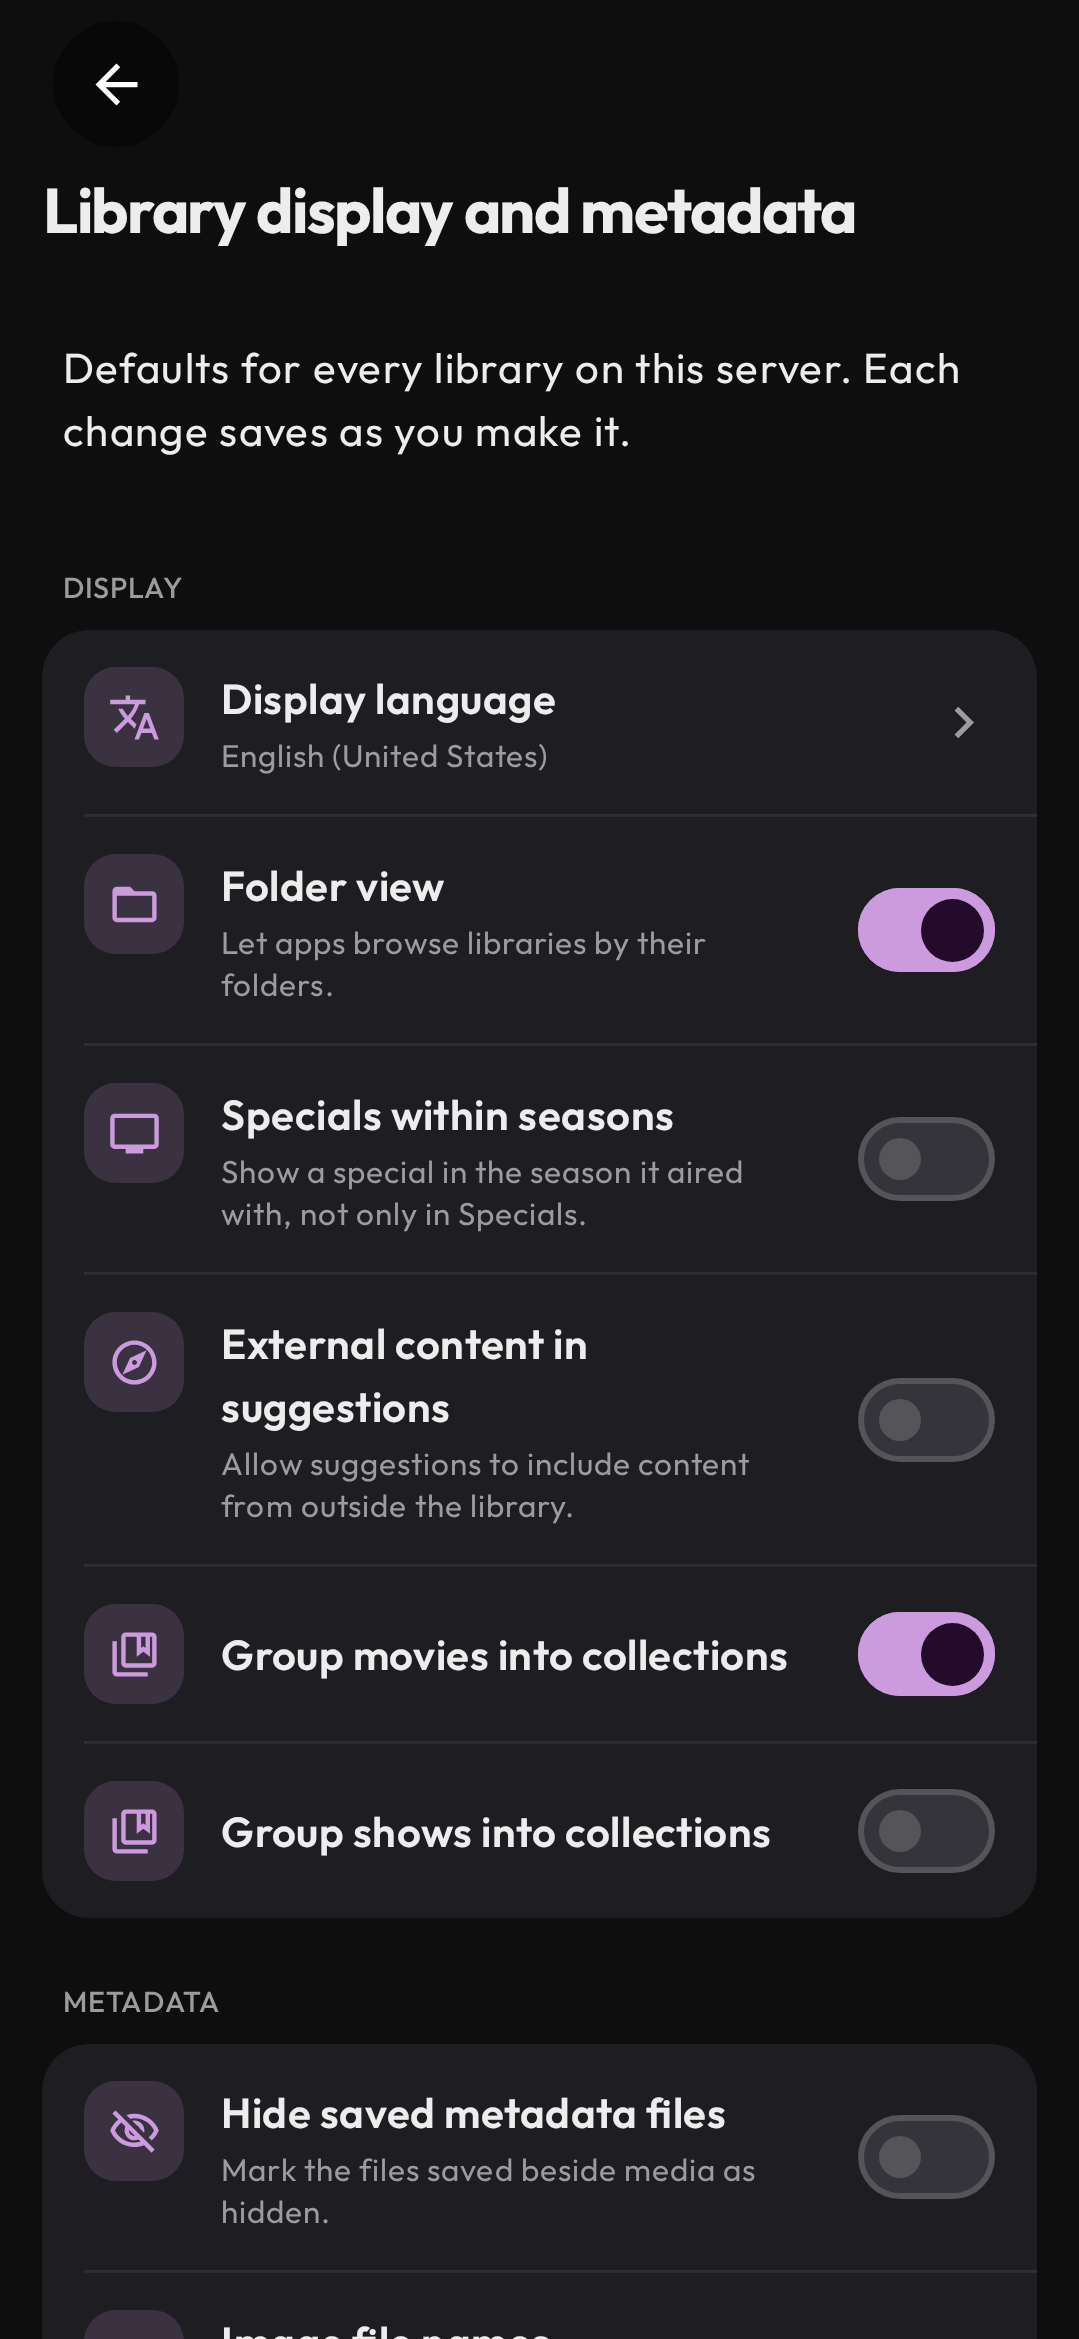 Library display and metadata
Defaults for every library on this server. Each
change saves as you make it.
DISPLAY
Display language
English (United States)
Folder view
Let apps browse libraries by their
folders.
Specials within seasons
Show a special in the season it aired
with, not only in Specials.
External content in
suggestions
Allow suggestions to include content
from outside the library.
Group movies into collections
Group shows into collections
METADATA
Hide saved metadata files
Mark the files saved beside media as
hidden.
Image file names